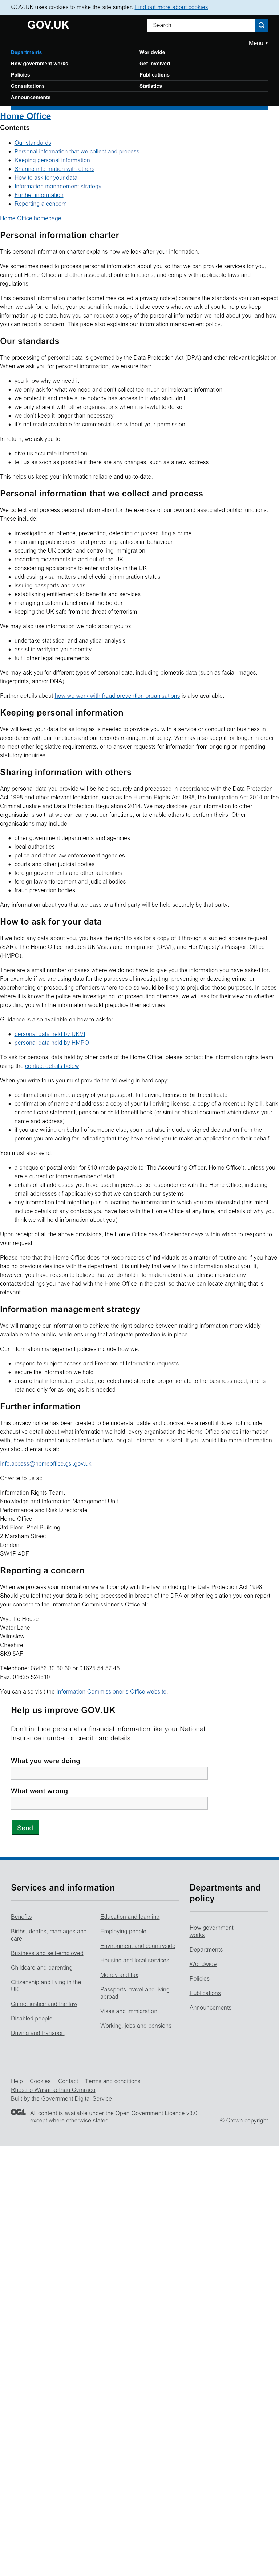 GOV.UK uses cookies to make the site simpler. Find out more about cookies
GOV.UK
Search
Menu
Departments
Worldwide
How government works
Get involved
Policies
Publications
Consultations
Statistics
Announcements
Home Office
Contents
Our standards
Personal information that we collect and process
Keeping personal information
Sharing information with others
How to ask for your data
Information management strategy
Further information
Reporting a concern
Home Office homepage
Personal information charter
This personal information charter explains how we look after your information.
We sometimes need to process personal information about you to so that we can provide services for you,
carry out Home Office and other associated public functions, and comply with applicable laws and
regulations.
This personal information charter (sometimes called a privacy notice) contains the standards you can expect
when we ask for, or hold, your personal information. It also covers what we ask of you to help us keep
information up-to-date, how you can request a copy of the personal information we hold about you, and how
you can report a concern. This page also explains our information management policy.
Our standards
The processing of personal data is governed by the Data Protection Act (DPA) and other relevant legislation.
When we ask you for personal information, we ensure that:
you know why we need it
we only ask for what we need and don't collect too much or irrelevant information
we protect it and make sure nobody has access to it who shouldn't
we only share it with other organisations when it is lawful to do so
we don't keep it longer than necessary
it's not made available for commercial use without your permission
In return, we ask you to:
give us accurate information
tell us as soon as possible if there are any changes, such as a new address
This helps us keep your information reliable and up-to-date.
Personal information that we collect and process
We collect and process personal information for the exercise of our own and associated public functions.
These include:
investigating an offence, preventing, detecting or prosecuting a crime
maintaining public order, and preventing anti-social behaviour
securing the UK border and controlling immigration
recording movements in and out of the UK
considering applications to enter and stay in the UK
addressing visa matters and checking immigration status
issuing passports and visas
establishing entitlements to benefits and services
managing customs functions at the border
keeping the UK safe from the threat of terrorism
We may also use information we hold about you to:
undertake statistical and analytical analysis
assist in verifying your identity
fulfil other legal requirements
We may ask you for different types of personal data, including biometric data (such as facial images,
fingerprints, and/or DNA).
Further details about how we work with fraud prevention organisations is also available.
Keeping personal information
We will keep your data for as long as is needed to provide you with a service or to conduct our business in
accordance with our functions and our records management policy. We may also keep it for longer in order
to meet other legislative requirements, or to answer requests for information from ongoing or impending
statutory inquiries.
Sharing information with others
Any personal data you provide will be held securely and processed in accordance with the Data Protection
Act 1998 and other relevant legislation, such as the Human Rights Act 1998, the Immigration Act 2014 or the
Criminal Justice and Data Protection Regulations 2014. We may disclose your information to other
organisations so that we can carry out our functions, or to enable others to perform theirs. Other
organisations may include:
other government departments and agencies
local authorities
police and other law enforcement agencies
courts and other judicial bodies
foreign governments and other authorities
foreign law enforcement and judicial bodies
fraud prevention bodies
Any information about you that we pass to a third party will be held securely by that party.
How to ask for your data
If we hold any data about you, you have the right to ask for a copy of it through a subject access request
(SAR). The Home Office includes UK Visas and Immigration (UKVI), and Her Majesty's Passport Office
(HMPO).
There are a small number of cases where we do not have to give you the information you have asked for.
For example if we are using your personal information to investigate, prevent or detect crime, or to
apprehend or prosecute offenders, where to do so would be likely to prejudice those purposes. In cases
where we investigate, or conduct proceedings, on prosecution offences, we will ask for their view on whether
providing the data you have requested would prejudice their activities.
Guidance is also available on how to ask for:
personal data held by UKVI
personal data held by HMPO
To ask for personal data held by other parts of the Home Office, please contact the information rights team
using the contact details below.
When you write to us you must provide the following in hard copy:
confirmation of name: a copy of your passport, full driving licence or birth certificate
confirmation of name and address: a copy of your full driving licence, a copy of a recent utility bill, bank
or credit card statement, pension or child benefit book (or some similar official document which shows your
name and address)
if you are writing on behalf of someone else, you must also include a signed declaration from the
person you are acting for indicating that they have they have told you to make an application on their behalf
You must also send:
a cheque or postal order for £10 (made payable to 'The Accounting Officer, Home Office'), unless you
are a current or former member of staff
details of all addresses you have used in previous correspondence with the Home Office, including
email addresses (if applicable) so that we can search our systems
any information that might help us in locating the information in which you are interested (this might
include details of any contacts you have had with the Home Office at any time, and details of why you
think we will hold information about you)
Upon receipt of all the above provisions, the Home Office has 40 calendar days within which to respond to
your request.
Please note that the Home Office does not keep records of individuals as a matter of routine and if you have
had no previous dealings with the department, it is unlikely that we will hold information about you. If,
however, you have reason to believe that we do hold information about you, please indicate any
contacts/dealings you have had with the Home Office in the past, so that we can locate anything that is
relevant.
Information management strategy
We will manage our information to achieve the right balance between making information more widely
available to the public, while ensuring that adequate protection is in place.
Our information management policies include how we:
respond to subject access and Freedom of Information requests
secure the information we hold
ensure that information created, collected and stored is proportionate to the business need, and is
retained only for as long as it is needed
Further information
This privacy notice has been created to be understandable and concise. As a result it does not include
exhaustive detail about what information we hold, every organisation group within the Home Office shares information
with, how the information is collected or how long all information is kept. If you would like more information
you should email us at:
Info.access@homeoffice.gsi.gov.uk
Or write to us at:
Information Rights Team,
Knowledge and Information Management Unit
Performance and Risk Directorate
Home Office
3rd Floor, Peel Building
2 Marsham Street
London
SW1P 4DF
Reporting a concern
When we process your information we will comply with the law, including the Data Protection Act 1998.
Should you feel that your data is being processed in breach of the DPA or other legislation you can report
your concern to the Information Commissioner's Office at:
Wycliffe House
Water Lane
Wilmslow
Cheshire
SK9 5AF
Telephone: 08456 30 60 60 or 01625 54 57 45.
Fax: 01625 524510
You can also visit the Information Commissioner's Office website.
Help us improve GOV.UK
Don't include personal or financial information like your National
Insurance number or credit card details.
What you were doing
What went wrong
Send
Services and information
Departments and
policy
Benefits
Births, deaths, marriages and
care
Business and self-employed
Childcare and parenting
Citizenship and living in the
UK
Crime, justice and the law
Disabled people
Driving and transport
Education and learning
Employing people
Environment and countryside
Housing and local services
Money and tax
Passports, travel and living
abroad
Visas and immigration
Working, jobs and pensions
How government
works
Departments
Worldwide
Policies
Publications
Announcements
Help Cookies Contact Terms and conditions
Rhestr o Wasanaethau Cymraeg
Built by the Government Digital Service
OGL All content is available under the Open Government Licence v3.0,
except where otherwise stated
© Crown copyright